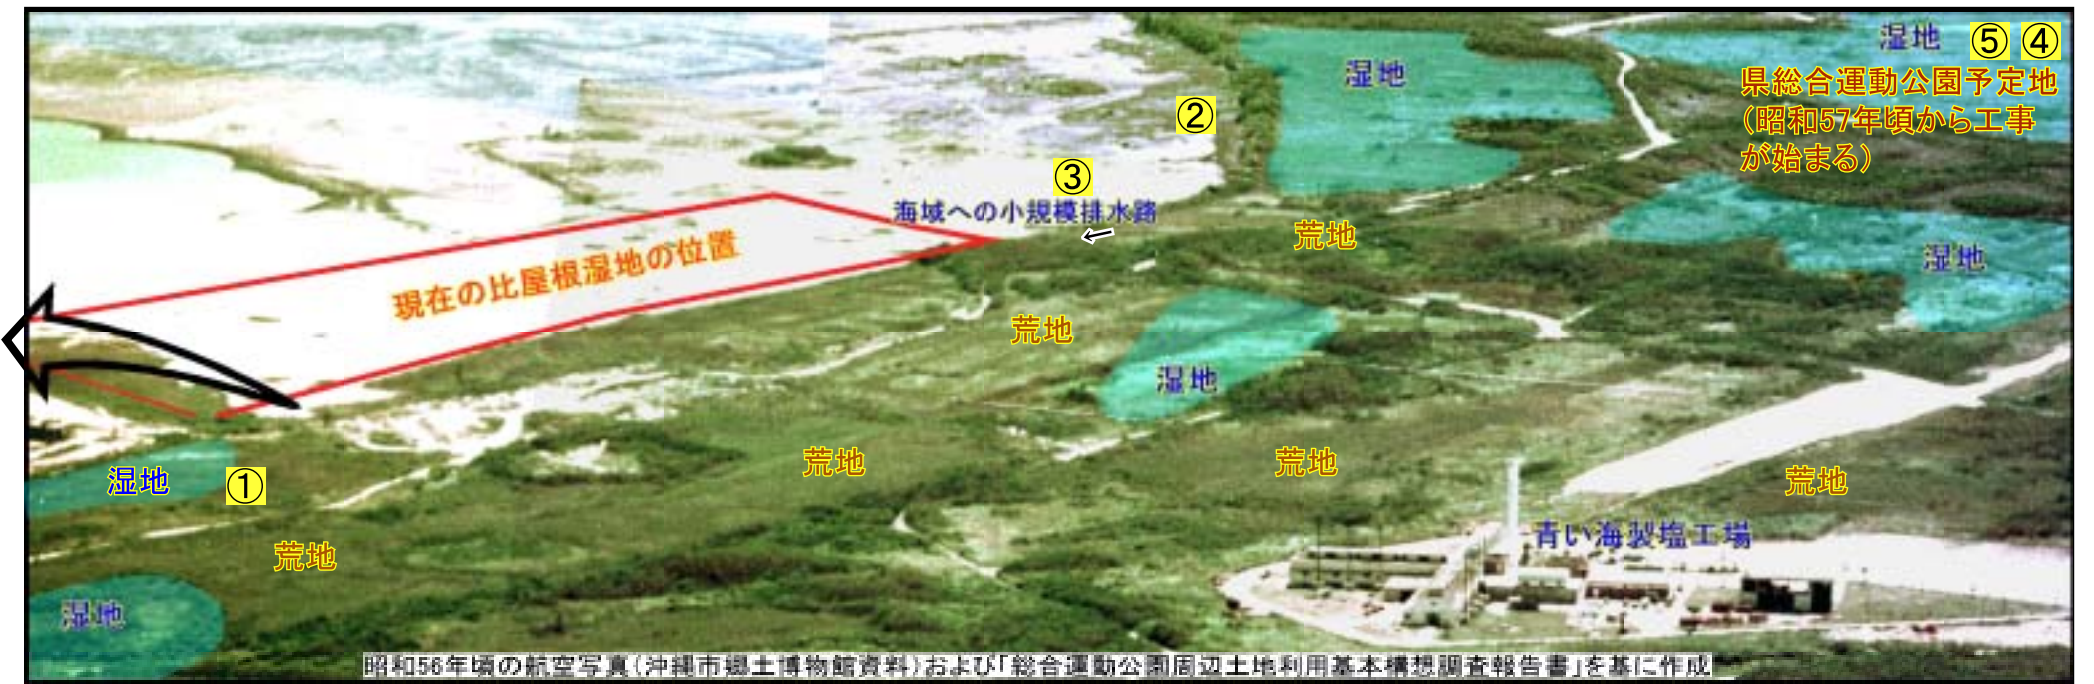 湿地
湿地 ⑤ ④
県総合運動公園予定地
(昭和57年頃から工事
が始まる)
②
③
海域への小規模排水路
←
荒地
現在の比屋根湿地の位置
湿地
荒地
湿地
荒地
荒地
荒地
湿地
①
荒地
青い海製塩工場
湿地
昭和56年頃の航空写真(沖縄市郷土博物館資料)および「総合運動公園周辺土地利用基本構想調査報告書」を基に作成